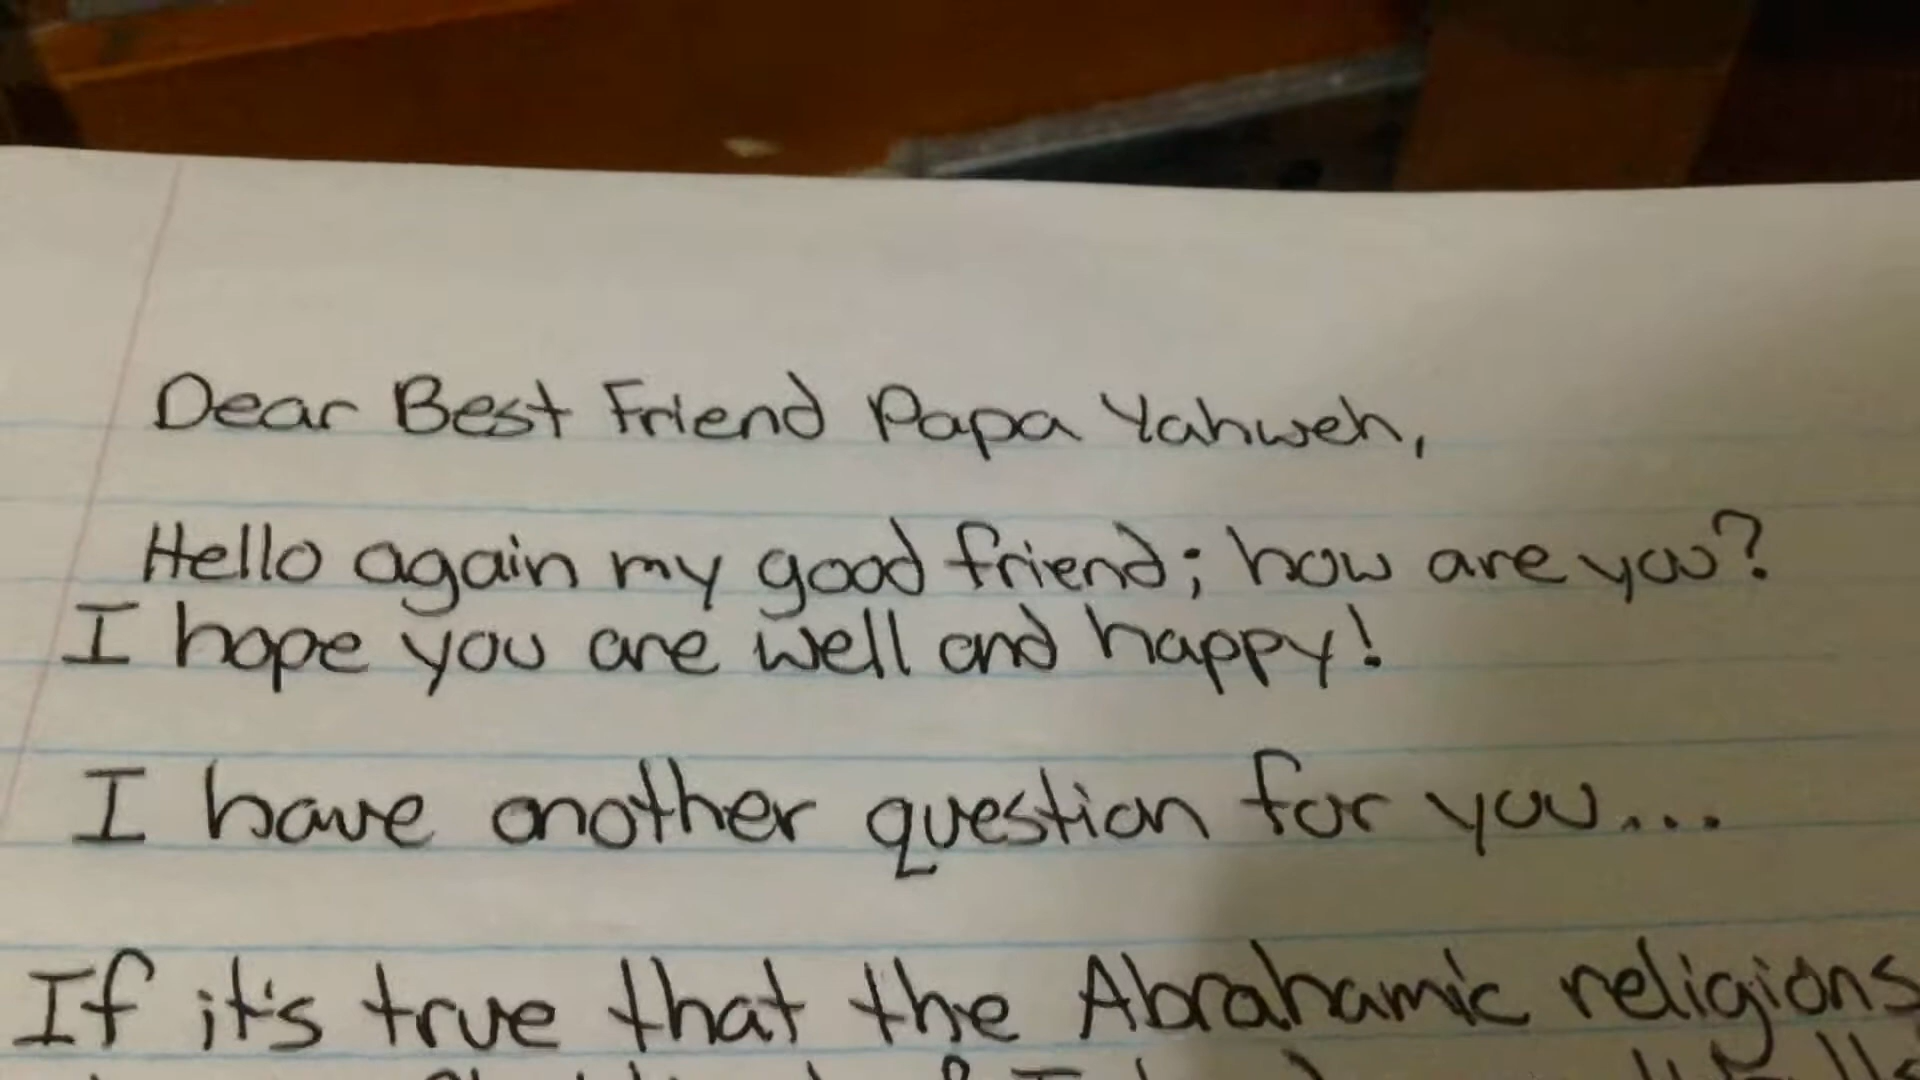 Dear Best Friend Papa Yahweh,
Hello again my good friend; how are you?
I hope you are well and happy!
I have another question for you...
If it's true that the Abrahamic religions